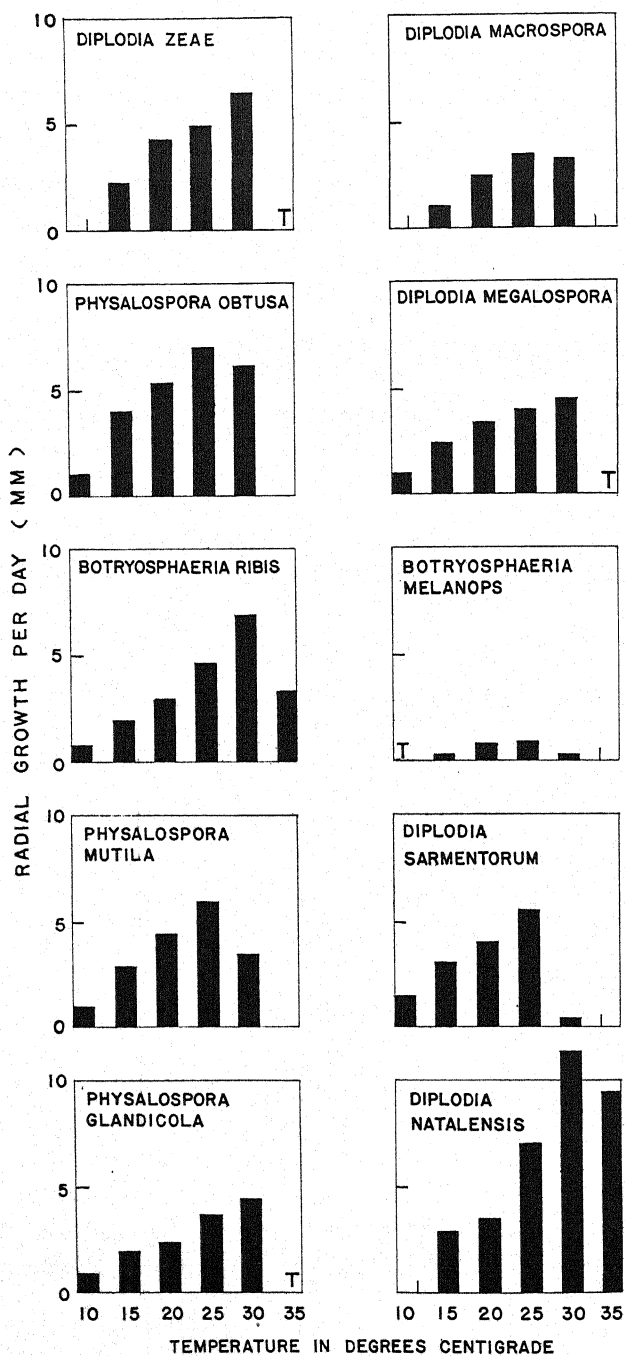 10
5
0
DIPLODIA ZEAE
T
DIPLODIA MACROSPORA
10
5
0
PHYSALOSPORA OBTUSA
DIPLODIA MEGALOSPORA
T
10
5
0
BOTRYOSPHAERIA RIBIS
BOTRYOSPHAERIA
MELANOPS
T
10
5
0
PHYSALOSPORA
MUTILA
DIPLODIA
SARMENTORUM
10
5
0
PHYSALOSPORA
GLANDICOLA
T
DIPLODIA
NATALENSIS
10 15 20 25 30 35
10 15 20 25 30 35
RADIAL GROWTH PER DAY (MM)
TEMPERATURE IN DEGREES CENTIGRADE